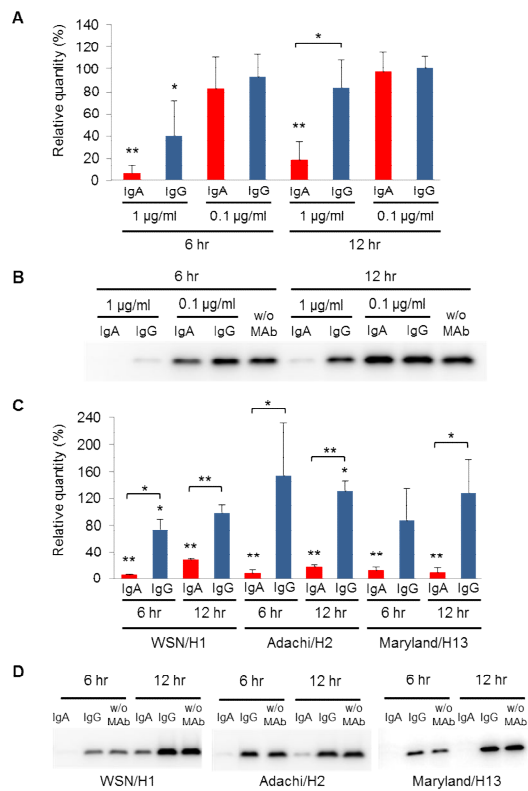 A
Relative quantity (%)
140
120
100
80
60
40
20
0
** * ** *
IgA IgG IgA IgG IgA IgG IgA IgG
1 µg/ml 0.1 µg/ml 1 µg/ml 0.1 µg/ml
6 hr 12 hr
B
6 hr 12 hr
1 µg/ml 0.1 µg/ml w/o MAb 1 µg/ml 0.1 µg/ml w/o MAb
IgA IgG IgA IgG IgA IgG IgA IgG
C
Relative quantity (%)
240
200
160
120
80
40
0
* ** * ** *
** * ** ** ** * ** **
IgA IgG IgA IgG IgA IgG IgA IgG IgA IgG IgA IgG
6 hr 12 hr 6 hr 12 hr 6 hr 12 hr
WSN/H1 Adachi/H2 Maryland/H13
D
6 hr 12 hr 6 hr 12 hr 6 hr 12 hr
IgA IgG w/o MAb IgA IgG w/o MAb IgA IgG w/o MAb IgA IgG w/o MAb IgA IgG w/o MAb IgA IgG w/o MAb
WSN/H1 Adachi/H2 Maryland/H13